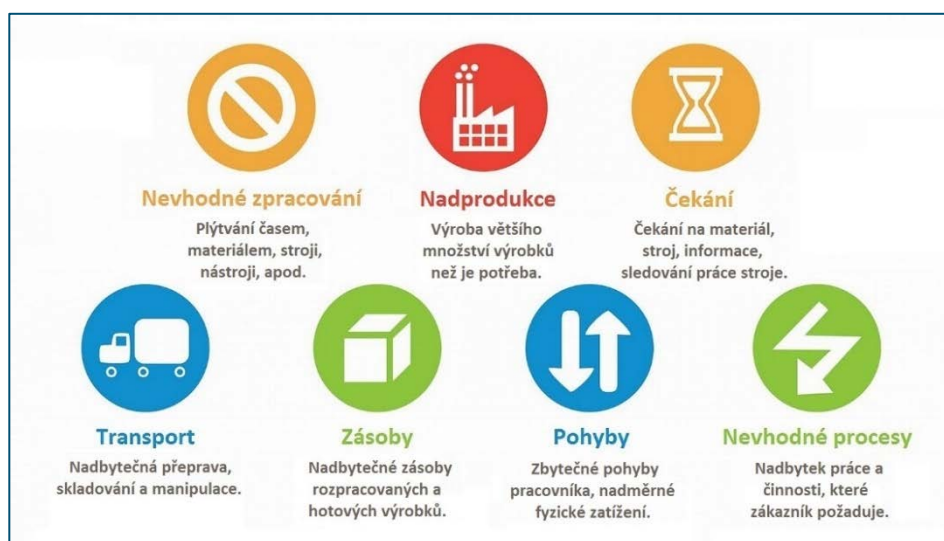 Nevhodné zpracování
Plýtvání časem,
materiálem, stroji,
nástroji, apod.
Nadprodukce
Výroba většího
množství výrobků
než je potřeba.
Čekání
Čekání na materiál,
stroj, informace,
sledování práce stroje.
Transport
Nadbytečná přeprava,
skladování a manipulace.
Zásoby
Nadbytečné zásoby
rozpracovaných a
hotových výrobků.
Pohyby
Zbytečné pohyby
pracovníka, nadměrné
fyzické zatížení.
Nevhodné procesy
Nadbytek práce a
činnosti, které
zákazník požaduje.